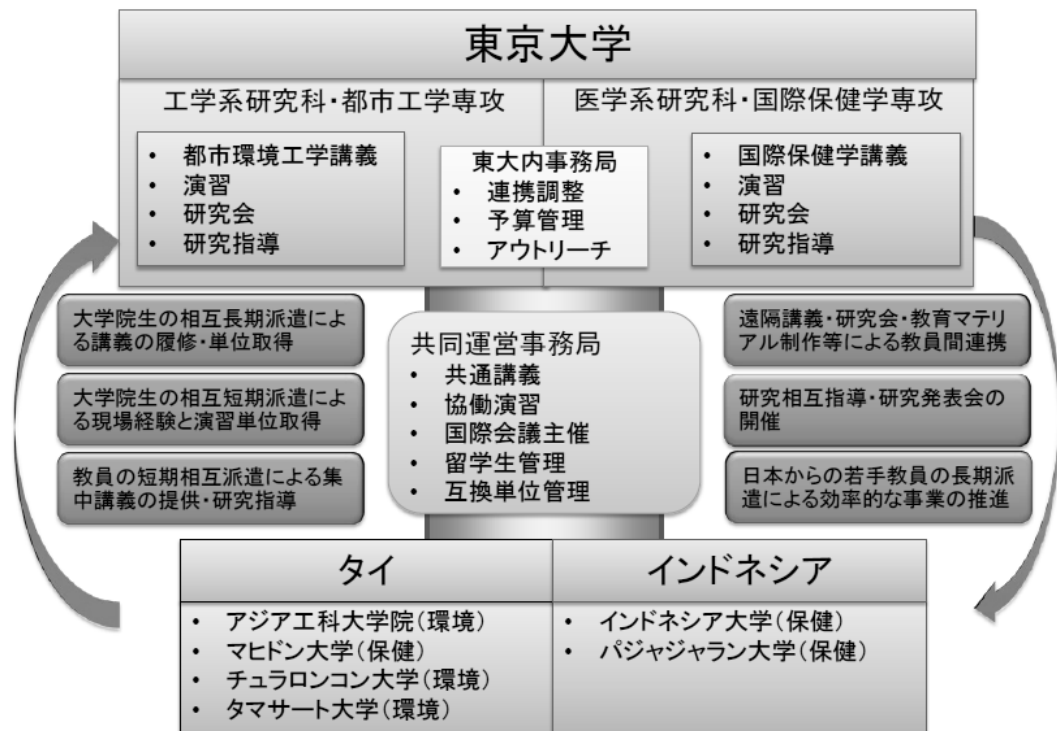 東京大学
工学系研究科・都市工学専攻
医学系研究科・国際保健学専攻
• 都市環境工学講義
• 演習
• 研究会
• 研究指導
東大内事務局
• 連携調整
• 予算管理
• アウトリーチ
• 国際保健学講義
• 演習
• 研究会
• 研究指導
大学院生の相互長期派遣によ
る講義の履修・単位取得
大学院生の相互短期派遣によ
る現場経験と演習単位取得
教員の短期相互派遣による集
中講義の提供・研究指導
共同運営事務局
• 共通講義
• 協働演習
• 国際会議主催
• 留学生管理
• 互換単位管理
遠隔講義・研究会・教育マテリ
アル制作等による教員間連携
研究相互指導・研究発表会の
開催
日本からの若手教員の長期派
遣による効率的な事業の推進
タイ
• アジア工科大学院(環境)
• マヒドン大学(保健)
• チュラロンコン大学(環境)
• タマサート大学(環境)
インドネシア
• インドネシア大学(保健)
• パジャジャラン大学(保健)